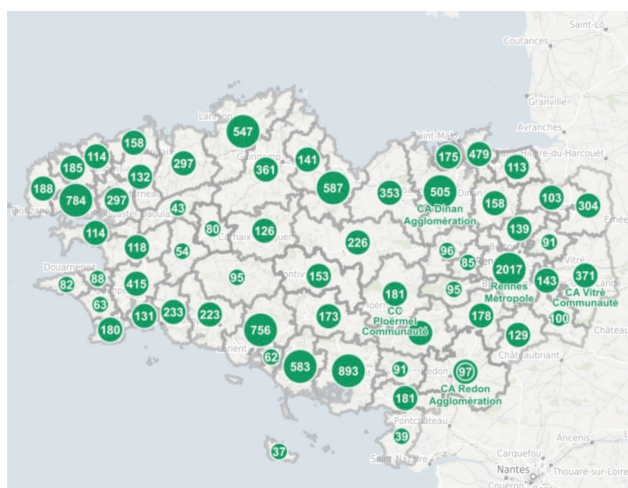 Saint-Lô
Coutances
Granville
Avranches
Lannion
547
158
114
297
185
132
188
784
297
43
114
118
54
80
126
141
361
587
353
175
479
113
505
CA Dinan
Agglomération
158
103
304
139
91
226
96
85
2017
Rennes
Métropole
143
371
CA Vitré
Communauté
Vitré
Douarnenez
88
82
415
95
153
63
180
131
233
223
173
181
CC
Ploërmel
Communauté
95
178
100
129
Châteaubriant
756
Lorient
62
583
893
91
97
CA Redon
Agglomération
181
Pontchâteau
39
37
Saint-Nazaire
Ancenis
Carquefou
Nantes
Thouaré-sur-Loire
Couëron